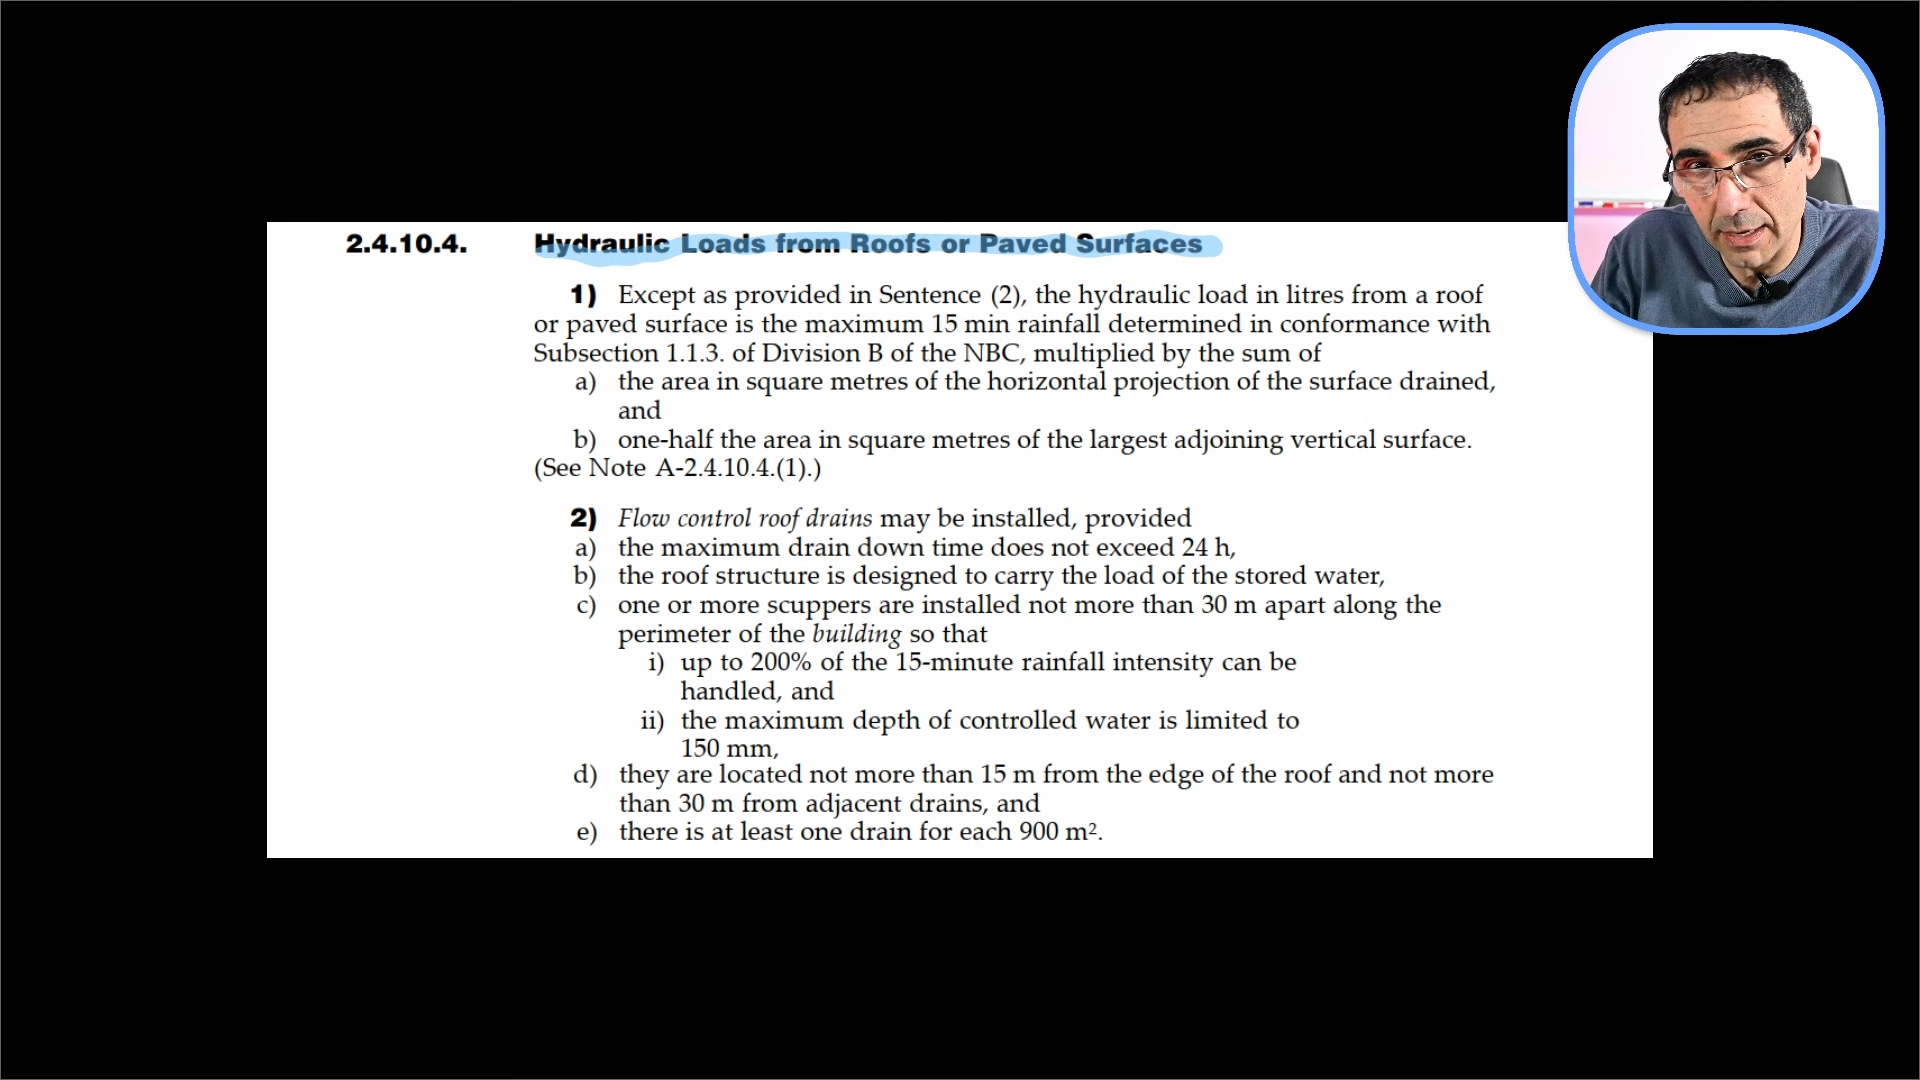 2.4.10.4. Hydraulic Loads from Roofs or Paved Surfaces
1) Except as provided in Sentence (2), the hydraulic load in litres from a roof
or paved surface is the maximum 15 min rainfall determined in conformance with
Subsection 1.1.3. of Division B of the NBC, multiplied by the sum of
a) the area in square metres of the horizontal projection of the surface drained,
and
b) one-half the area in square metres of the largest adjoining vertical surface.
(See Note A-2.4.10.4.(1).)
2) Flow control roof drains may be installed, provided
a) the maximum drain down time does not exceed 24 h,
b) the roof structure is designed to carry the load of the stored water,
c) one or more scuppers are installed not more than 30 m apart along the
perimeter of the building so that
i) up to 200% of the 15-minute rainfall intensity can be
handled, and
ii) the maximum depth of controlled water is limited to
150 mm,
d) they are located not more than 15 m from the edge of the roof and not more
than 30 m from adjacent drains, and
e) there is at least one drain for each 900 m².